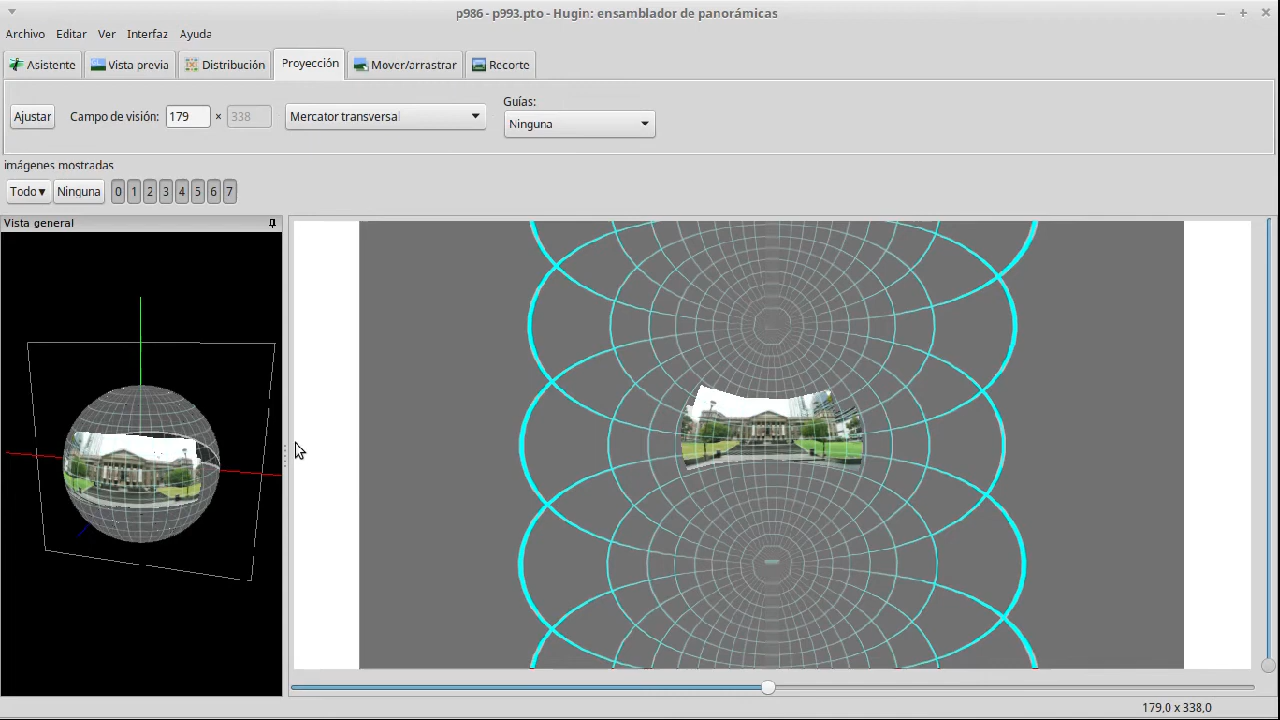 p986 - p993.pto - Hugin: ensamblador de panorámicas
Archivo Editar Ver Interfaz Ayuda
Asistente Vista previa Distribución Proyección Mover/arrastrar Recorte
Guías:
Ajustar Campo de visión: 179 × 338 Mercator transversal Ninguna
imágenes mostradas
Todo Ninguna 0 1 2 3 4 5 6 7
Vista general
179,0 x 338,0